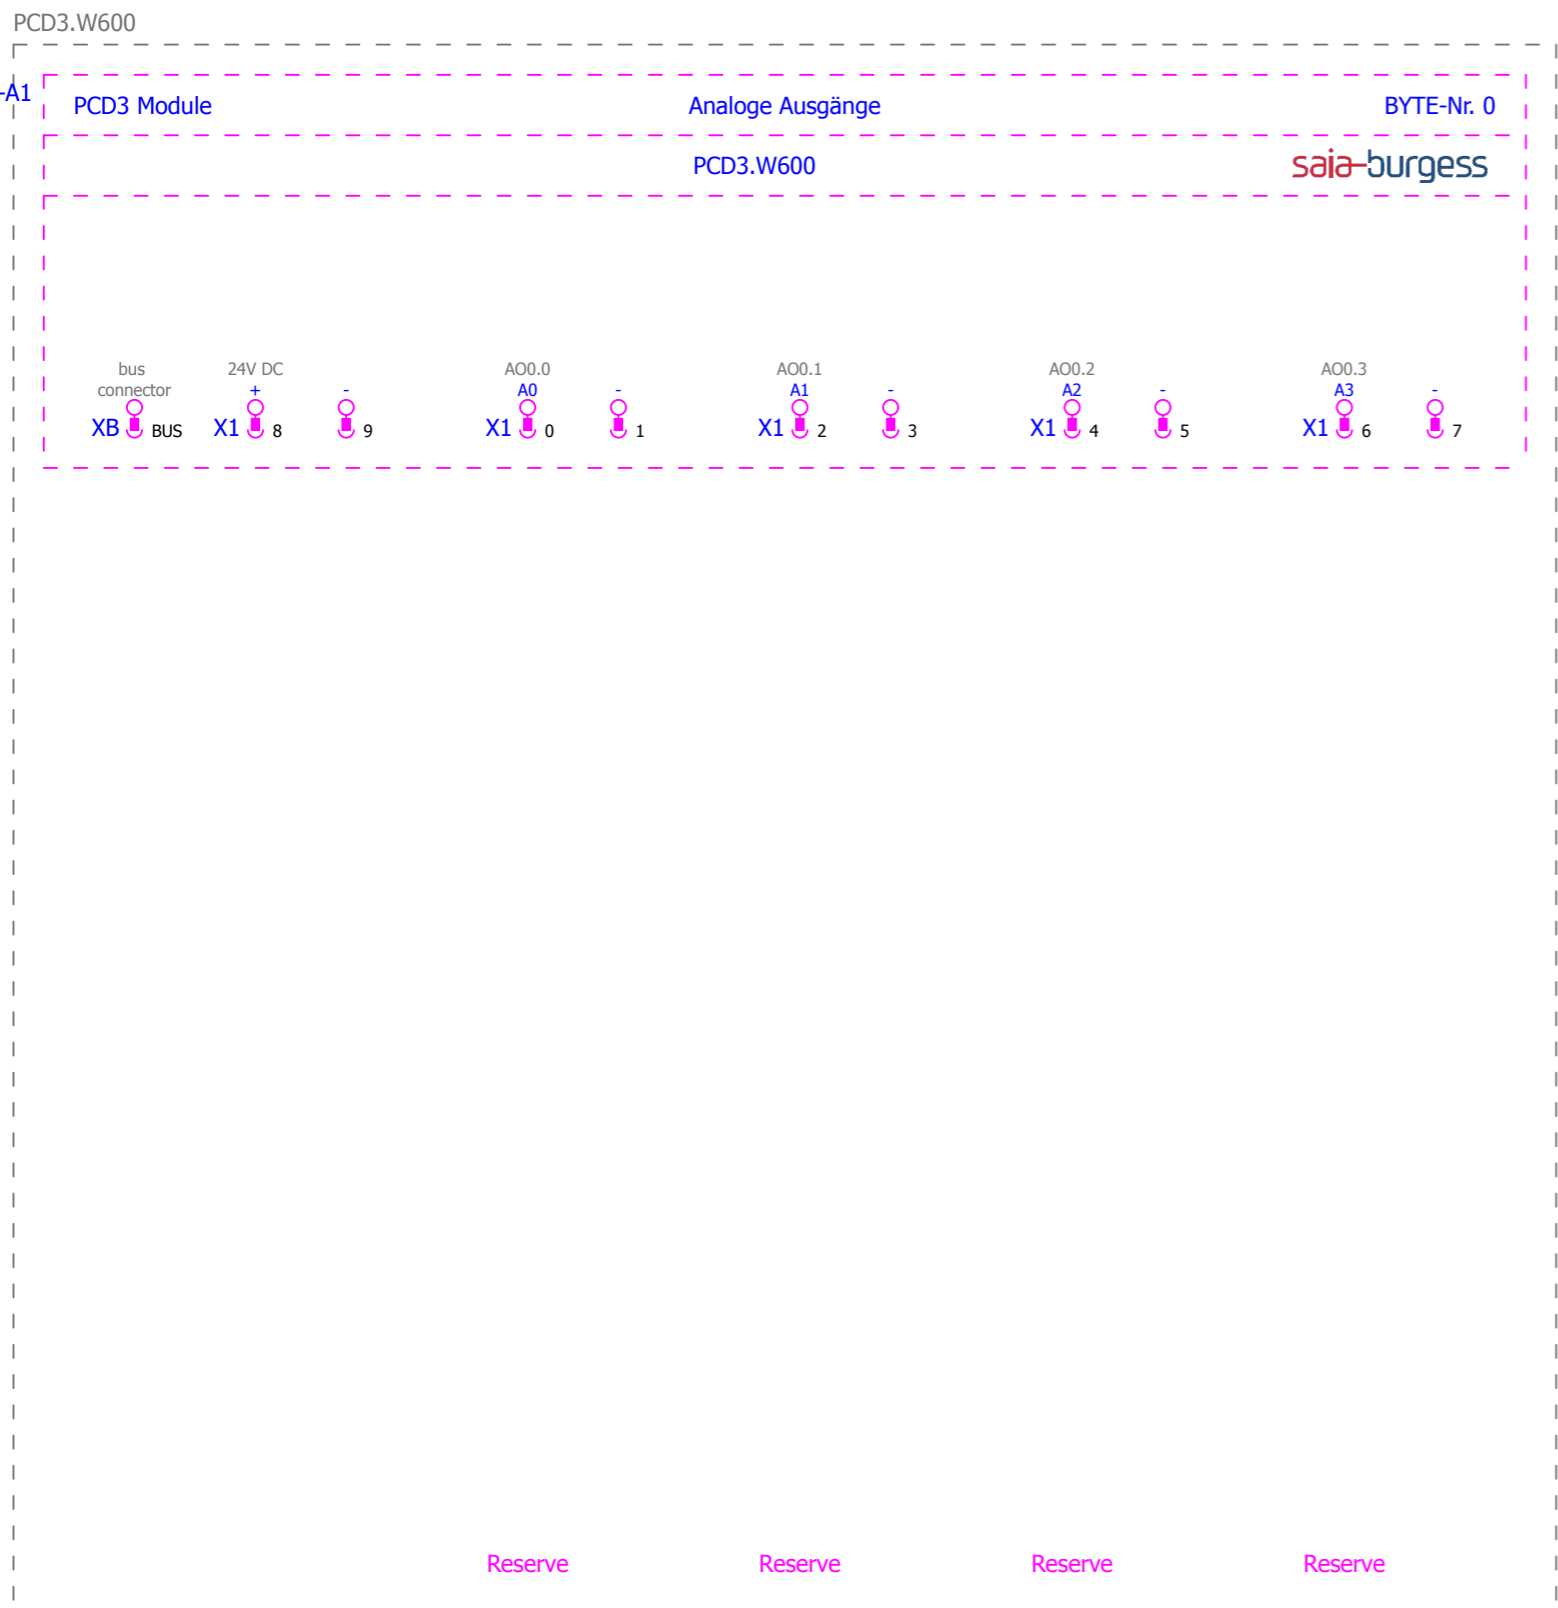 PCD3.W600
-A1
PCD3 Module Analoge Ausgänge BYTE-Nr. 0
PCD3.W600 saia-burgess
bus 24V DC AO0.0 AO0.1 AO0.2 AO0.3
connector + - A0 - A1 - A2 - A3 -
XB BUS X1 8 9 X1 0 1 X1 2 3 X1 4 5 X1 6 7
Reserve Reserve Reserve Reserve